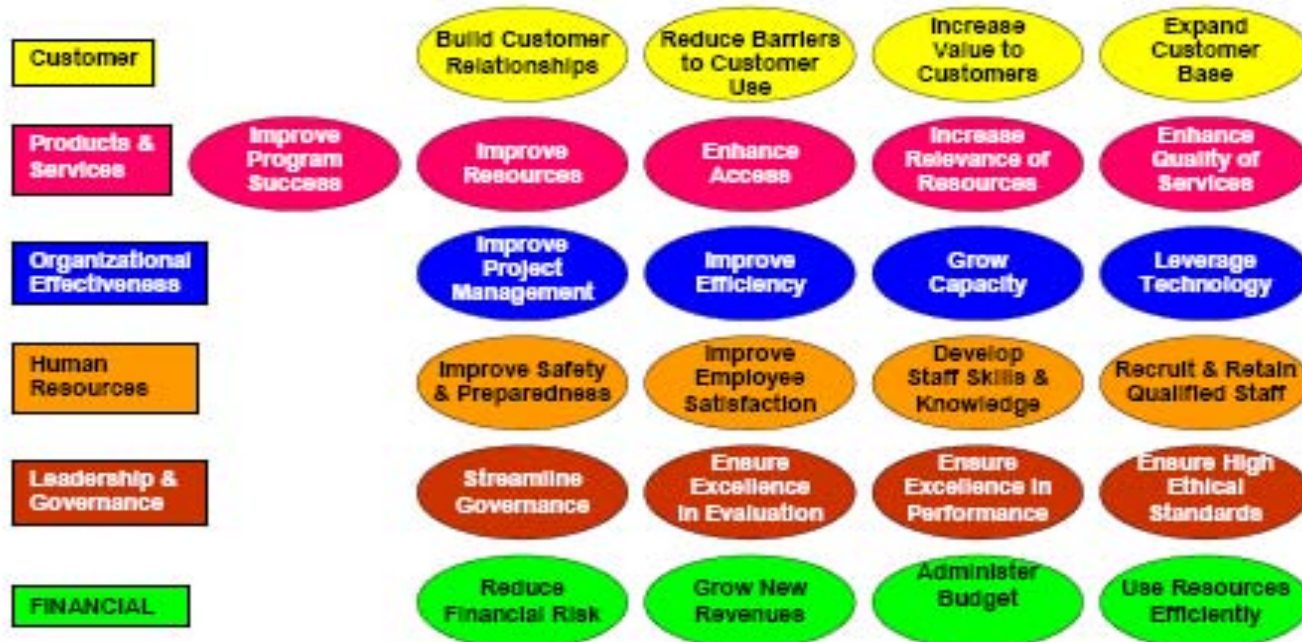 Customer
Build Customer
Relationships
Reduce Barriers
to Customer
Use
Increase
Value to
Customers
Expand
Customer
Base
Products &
Services
Improve
Program
Success
Improve
Resources
Enhance
Access
Increase
Relevance of
Resources
Enhance
Quality of
Services
Organizational
Effectiveness
Improve
Project
Management
Improve
Efficiency
Grow
Capacity
Leverage
Technology
Human
Resources
Improve Safety
& Preparedness
Improve
Employee
Satisfaction
Develop
Staff Skills &
Knowledge
Recruit & Retain
Qualified Staff
Leadership &
Governance
Streamline
Governance
Ensure
Excellence
in Evaluation
Ensure
Excellence in
Performance
Ensure High
Ethical
Standards
FINANCIAL
Reduce
Financial Risk
Grow New
Revenues
Administer
Budget
Use Resources
Efficiently